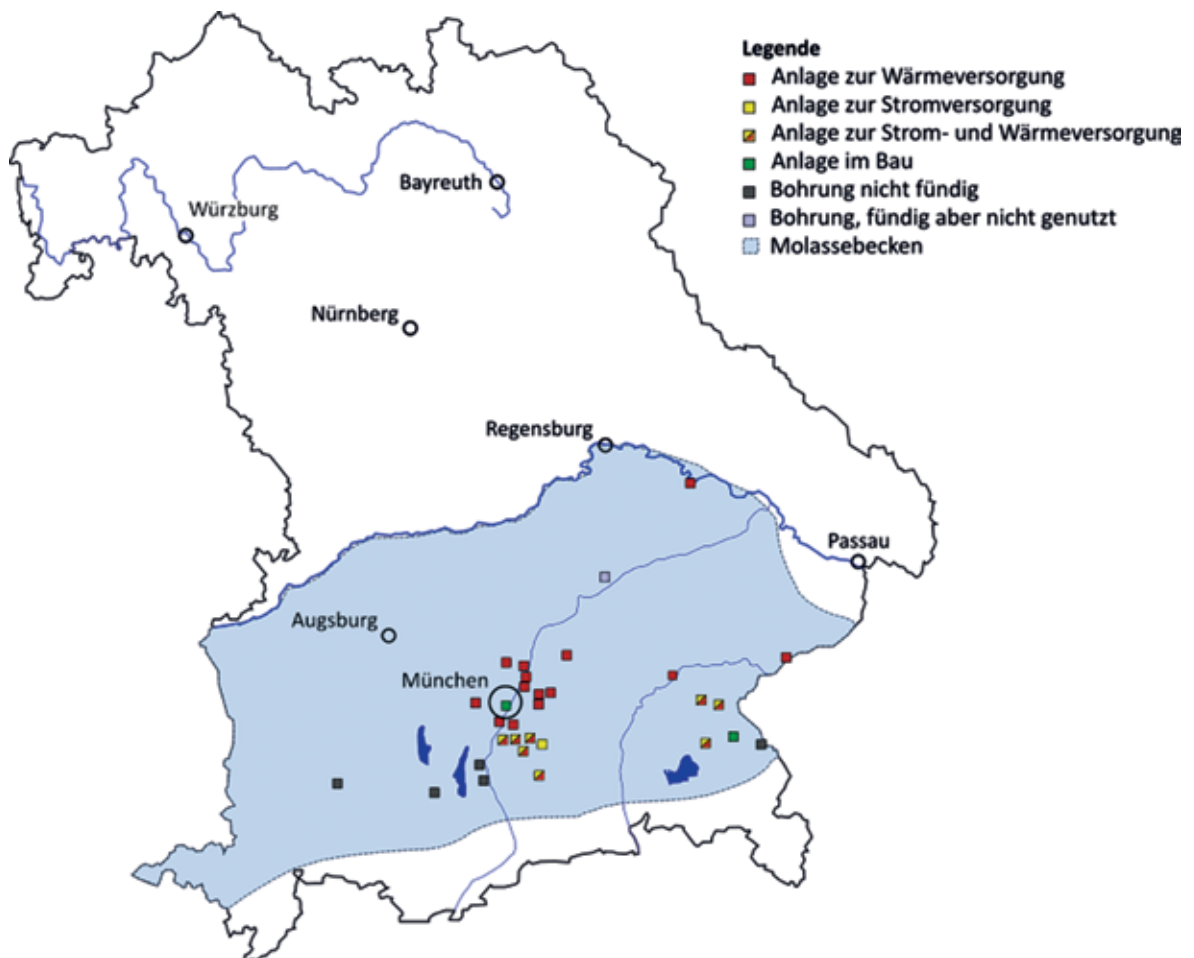 Legende
Anlage zur Wärmeversorgung
Anlage zur Stromversorgung
Anlage zur Strom- und Wärmeversorgung
Anlage im Bau
Bohrung nicht fündig
Bohrung, fündig aber nicht genutzt
Molassebecken
Bayreuth
Würzburg
Nürnberg
Regensburg
Passau
Augsburg
München